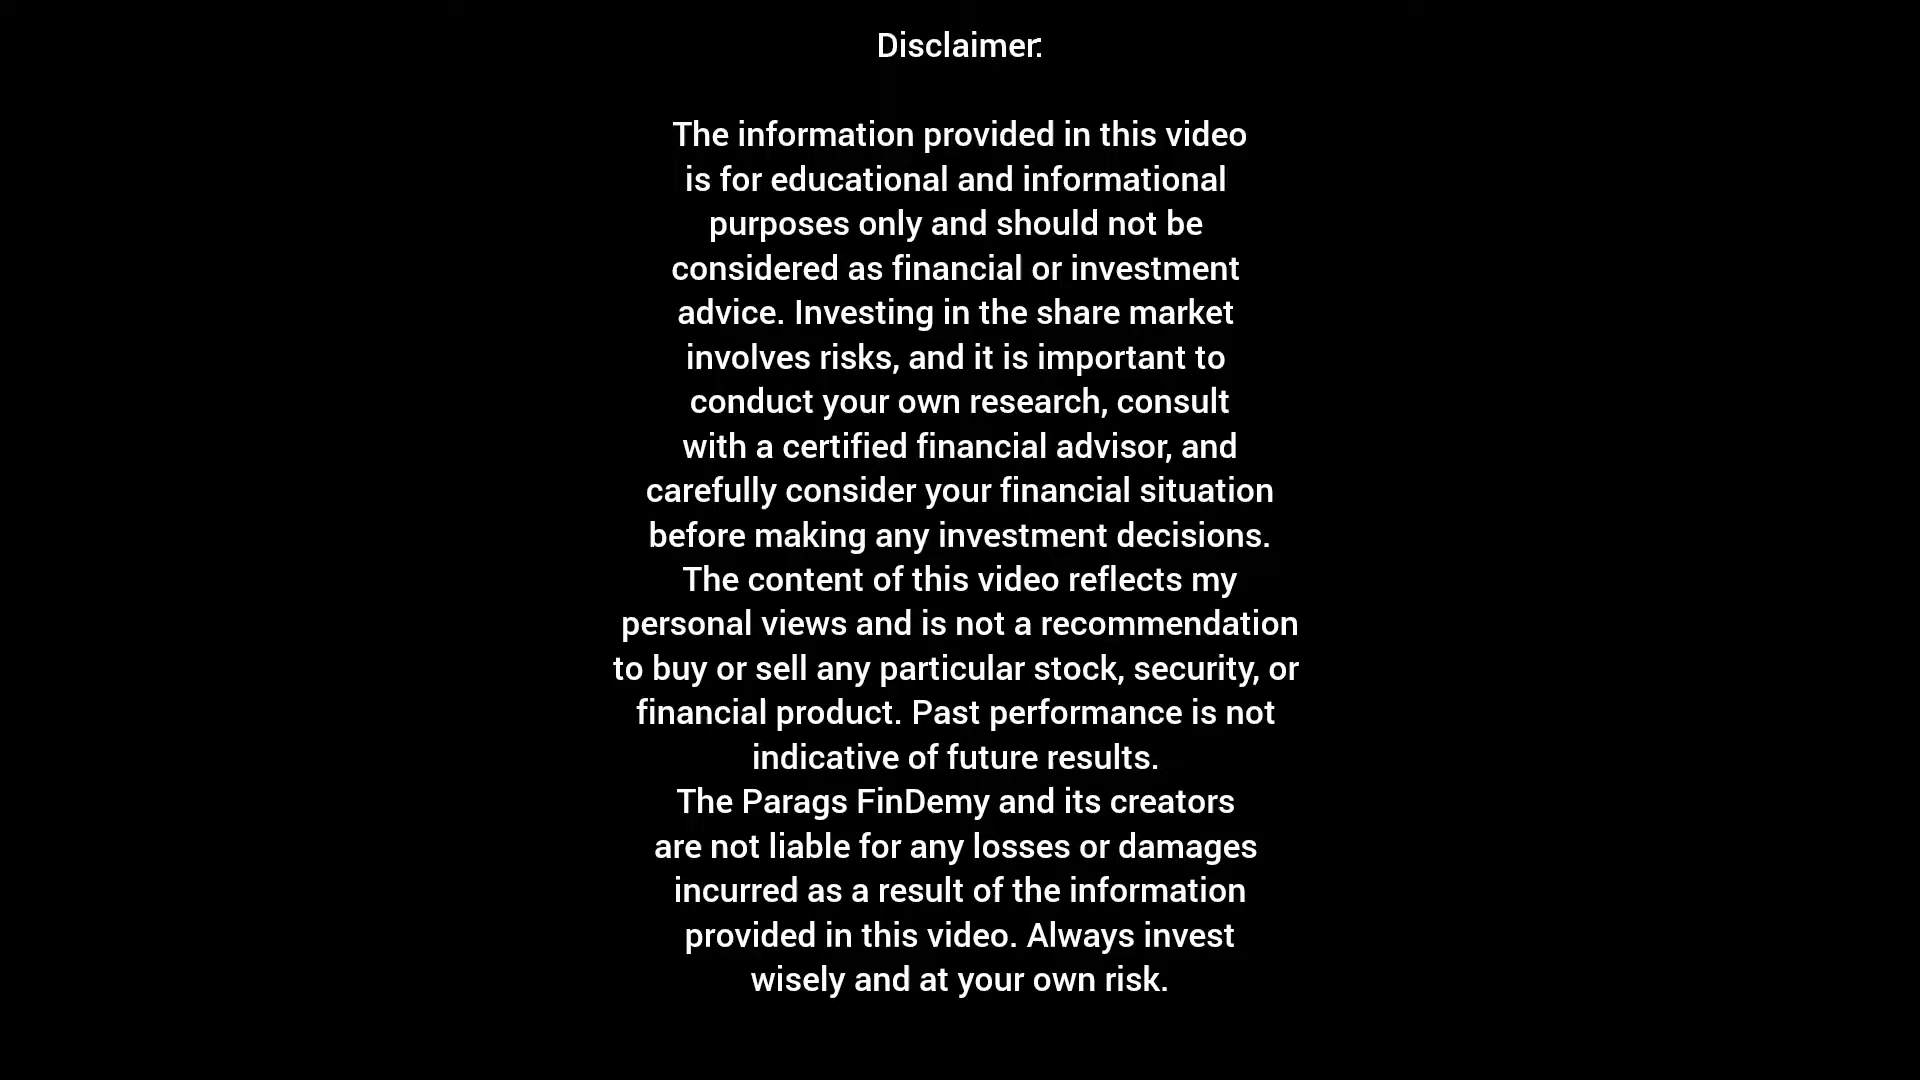 Disclaimer:
The information provided in this video
is for educational and informational
purposes only and should not be
considered as financial or investment
advice. Investing in the share market
involves risks, and it is important to
conduct your own research, consult
with a certified financial advisor, and
carefully consider your financial situation
before making any investment decisions.
The content of this video reflects my
personal views and is not a recommendation
to buy or sell any particular stock, security, or
financial product. Past performance is not
indicative of future results.
The Parags FinDemy and its creators
are not liable for any losses or damages
incurred as a result of the information
provided in this video. Always invest
wisely and at your own risk.